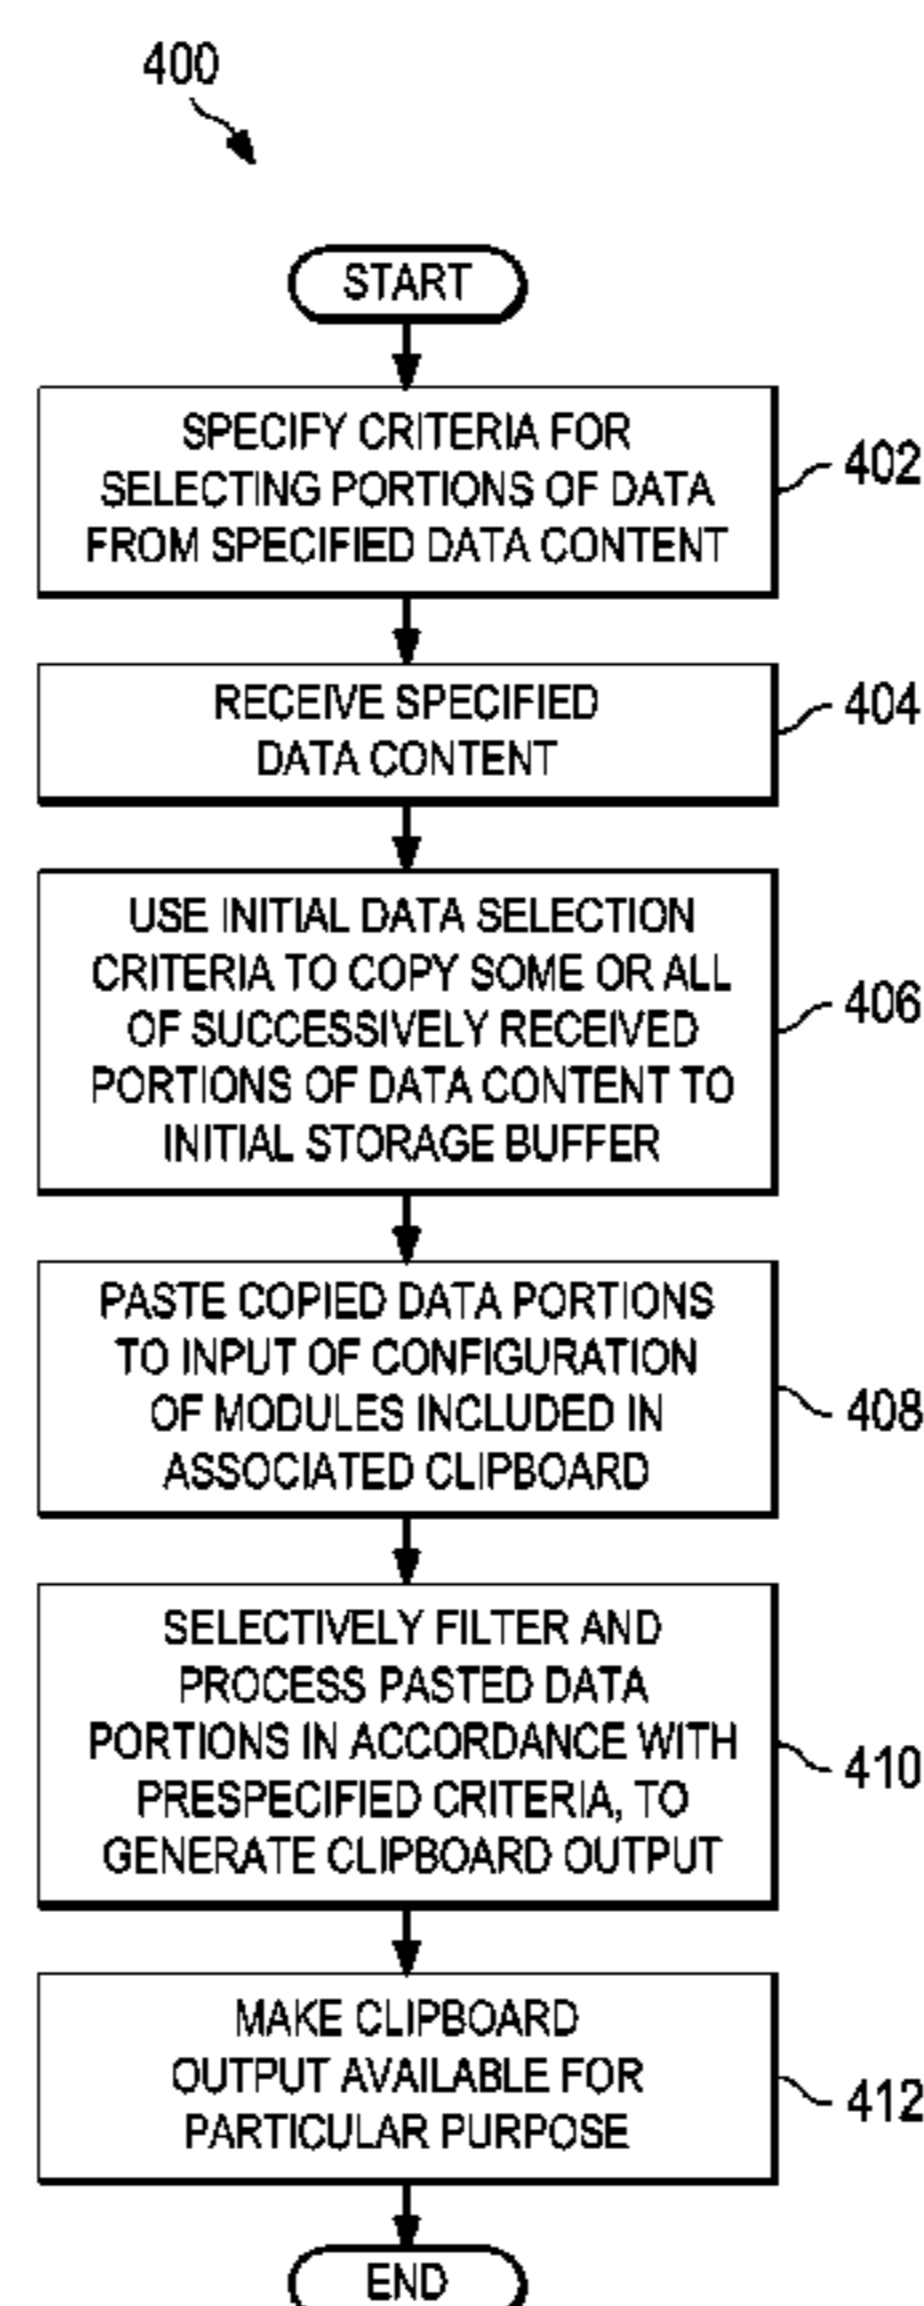 400
START
SPECIFY CRITERIA FOR
SELECTING PORTIONS OF DATA
FROM SPECIFIED DATA CONTENT
402
RECEIVE SPECIFIED
DATA CONTENT
404
USE INITIAL DATA SELECTION
CRITERIA TO COPY SOME OR ALL
OF SUCCESSIVELY RECEIVED
PORTIONS OF DATA CONTENT TO
INITIAL STORAGE BUFFER
406
PASTE COPIED DATA PORTIONS
TO INPUT OF CONFIGURATION
OF MODULES INCLUDED IN
ASSOCIATED CLIPBOARD
408
SELECTIVELY FILTER AND
PROCESS PASTED DATA
PORTIONS IN ACCORDANCE WITH
PRESPECIFIED CRITERIA, TO
GENERATE CLIPBOARD OUTPUT
410
MAKE CLIPBOARD
OUTPUT AVAILABLE FOR
PARTICULAR PURPOSE
412
END